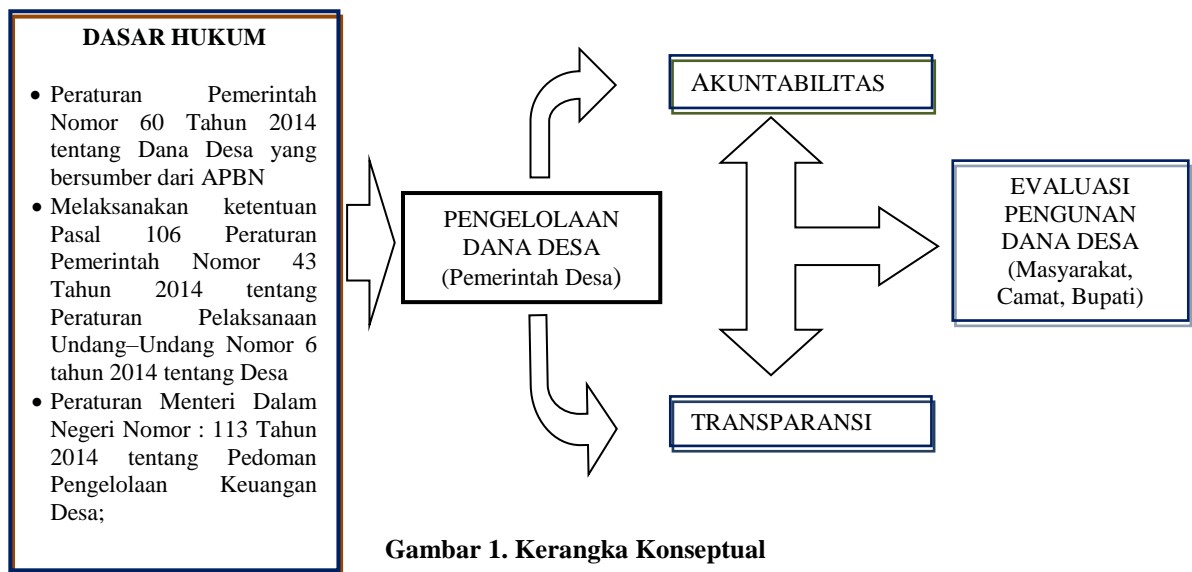 DASAR HUKUM
• Peraturan Pemerintah
Nomor 60 Tahun 2014
tentang Dana Desa yang
bersumber dari APBN
• Melaksanakan ketentuan
Pasal 106 Peraturan
Pemerintah Nomor 43
Tahun 2014 tentang
Peraturan Pelaksanaan
Undang–Undang Nomor 6
tahun 2014 tentang Desa
• Peraturan Menteri Dalam
Negeri Nomor : 113 Tahun
2014 tentang Pedoman
Pengelolaan Keuangan
Desa;
PENGELOLAAN
DANA DESA
(Pemerintah Desa)
AKUNTABILITAS
TRANSPARANSI
EVALUASI
PENGUNAN
DANA DESA
(Masyarakat,
Camat, Bupati)
Gambar 1. Kerangka Konseptual